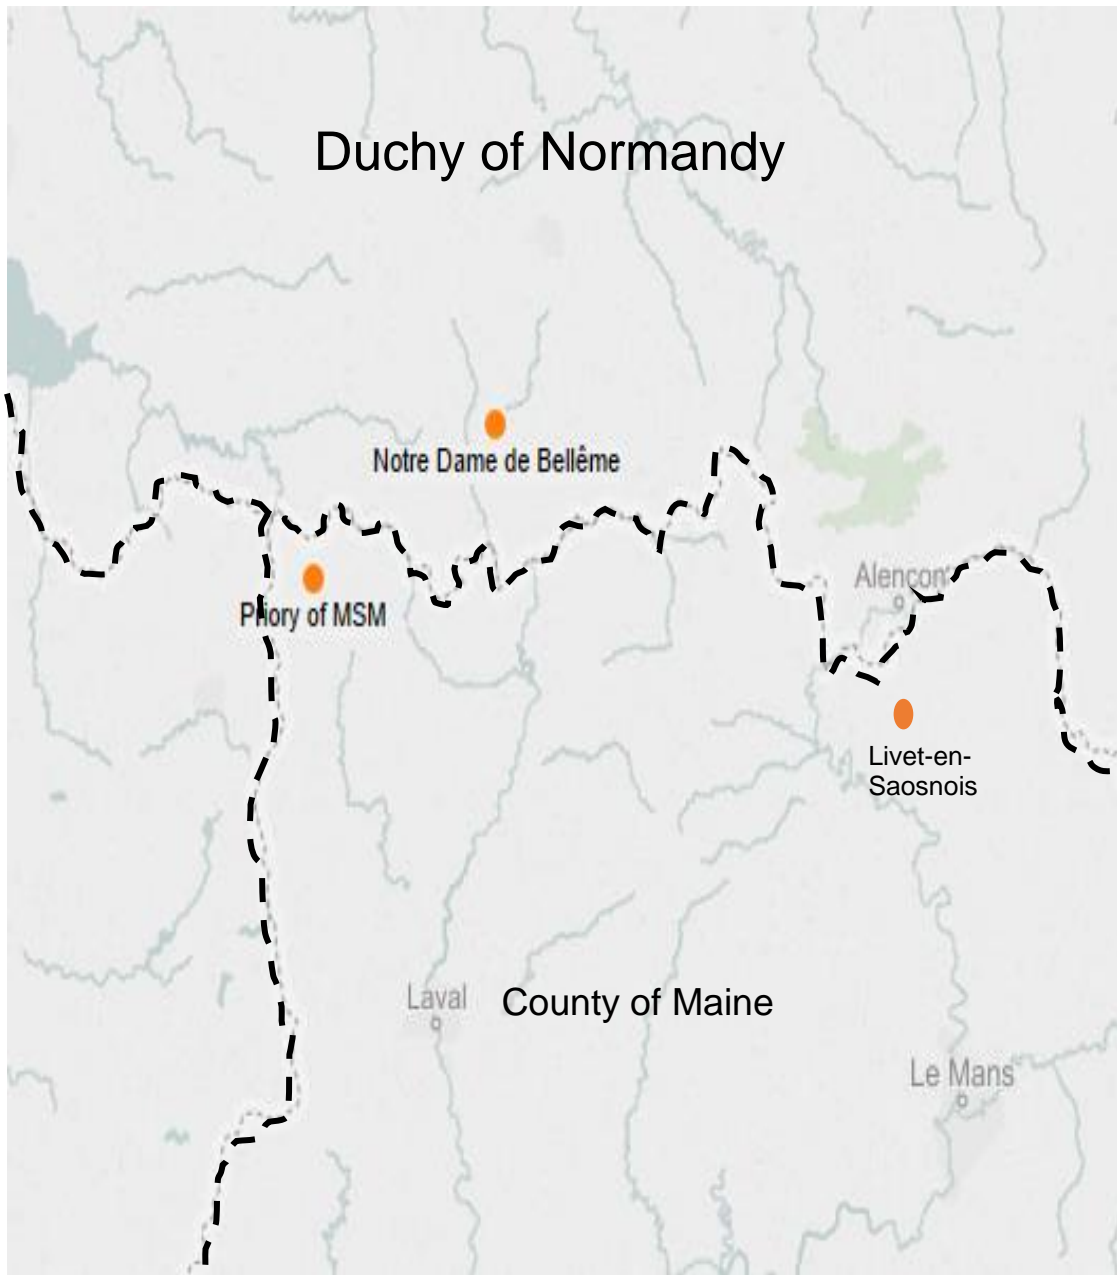 Duchy of Normandy
Notre Dame de Bellême
Alençon
Priory of MSM
Livet-en-
Saosnois
Laval
County of Maine
Le Mans